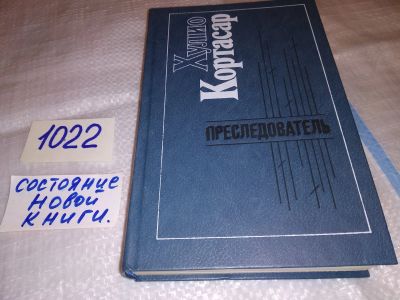 1022
СОСТОЯНИЕ
НОВОЙ
КНИГИ.
Хулио
Кортасар
ПРЕСЛЕДОВАТЕЛЬ